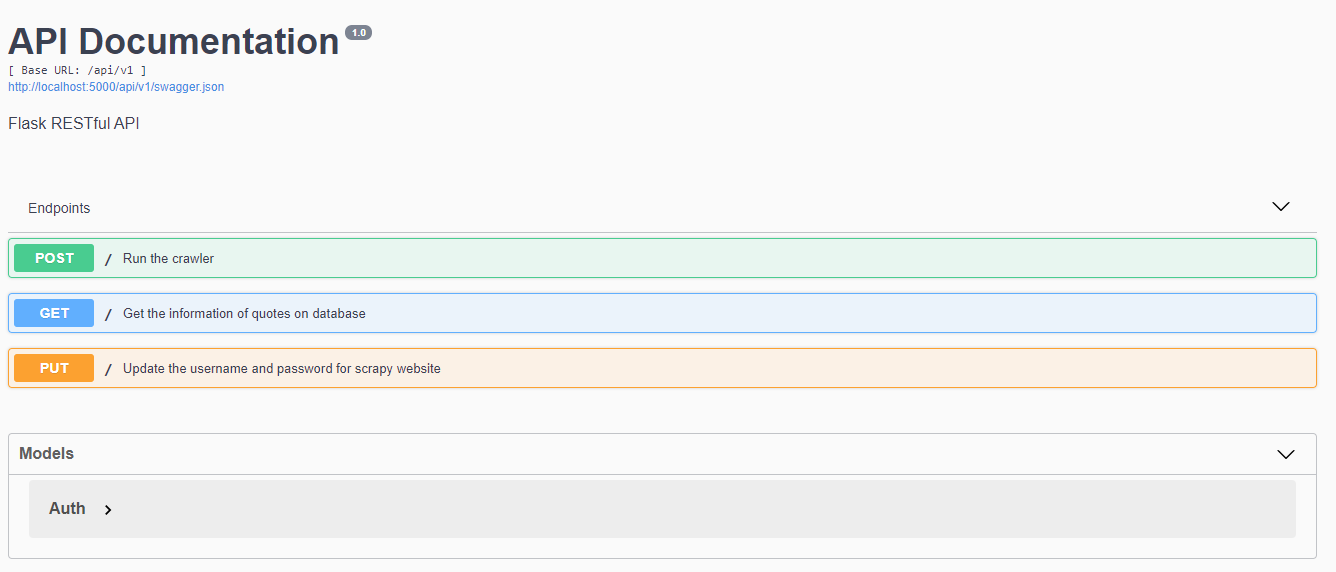 API Documentation 1.0
[ Base URL: /api/v1 ]
http://localhost:5000/api/v1/swagger.json
Flask RESTful API
Endpoints
POST / Run the crawler
GET / Get the information of quotes on database
PUT / Update the username and password for scrapy website
Models
Auth